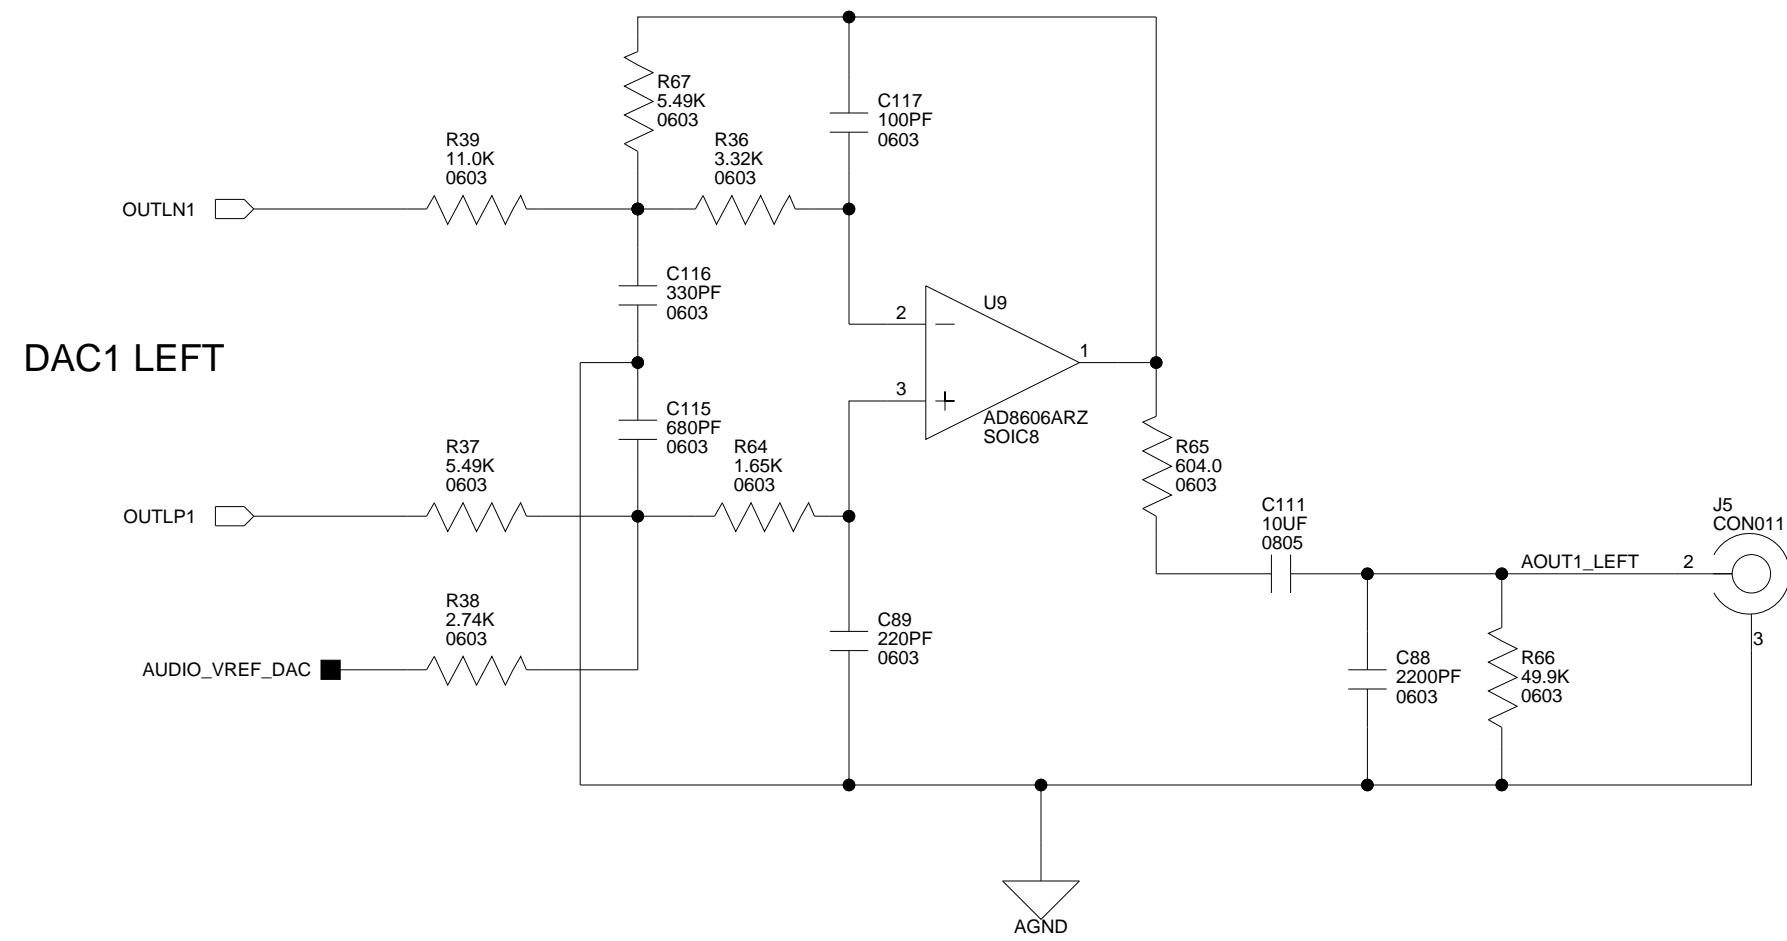 R67
5.49K
0603
C117
100PF
0603
R39
11.0K
0603
R36
3.32K
0603
OUTLN1
C116
330PF
0603
2
U9
DAC1 LEFT
1
3
AD8606ARZ
SOIC8
C115
680PF
0603
R37
5.49K
0603
R64
1.65K
0603
R65
604.0
0603
OUTLP1
C111
10UF
0805
J5
CON011
AOUT1_LEFT
2
3
R38
2.74K
0603
AUDIO_VREF_DAC
C89
220PF
0603
C88
2200PF
0603
R66
49.9K
0603
AGND